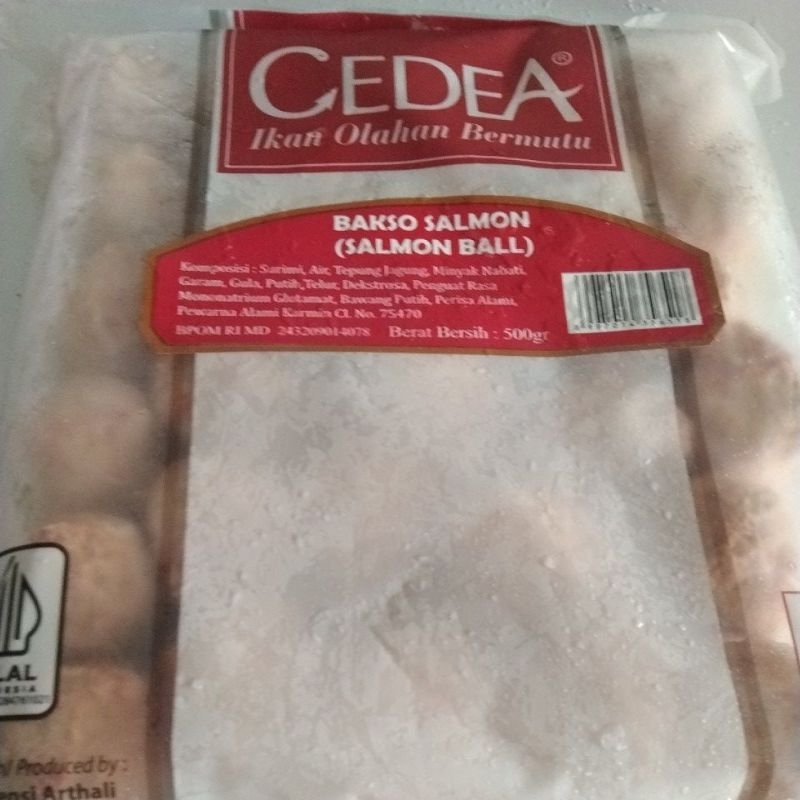 CEDEA®
Ikan Olahan Bermutu
BAKSO SALMON
(SALMON BALL)
Komposisi : Surimi, Air, Tepung Jagung, Minyak Nabati,
Garam, Gula, Putih Telur, Dekstrosa, Penguat Rasa
Mononatrium Glutamat, Bawang Putih, Perisa Alami,
Pewarna Alami Karmin CI. No. 75470
BPOM RI MD 243209014078 Berat Bersih : 500gr
LAL
Produced by :
ensi Arthali